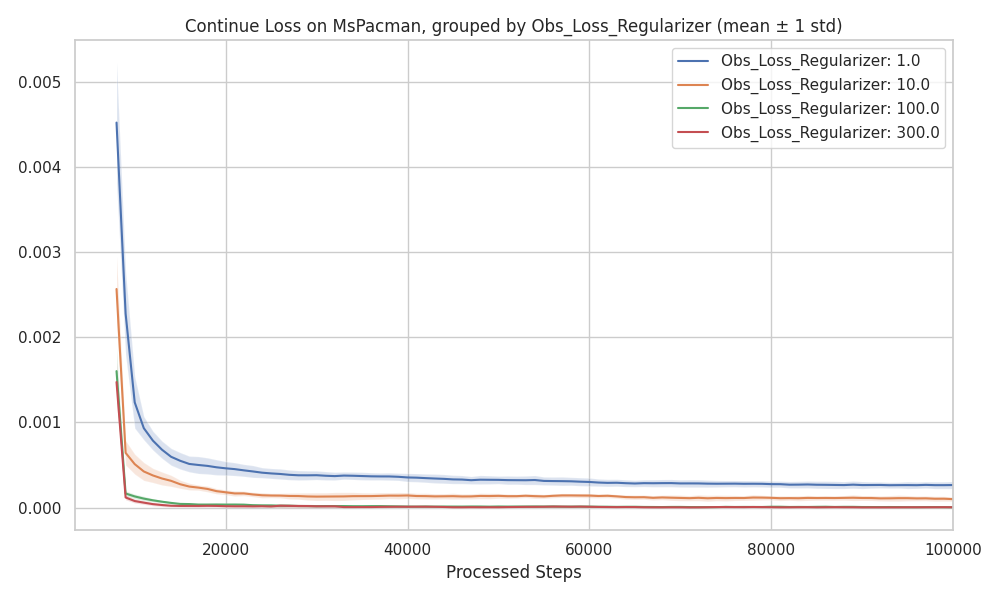 Continue Loss on MsPacman, grouped by Obs_Loss_Regularizer (mean ± 1 std)
Obs_Loss_Regularizer: 1.0
Obs_Loss_Regularizer: 10.0
Obs_Loss_Regularizer: 100.0
Obs_Loss_Regularizer: 300.0
0.005
0.004
0.003
0.002
0.001
0.000
20000
40000
60000
80000
100000
Processed Steps